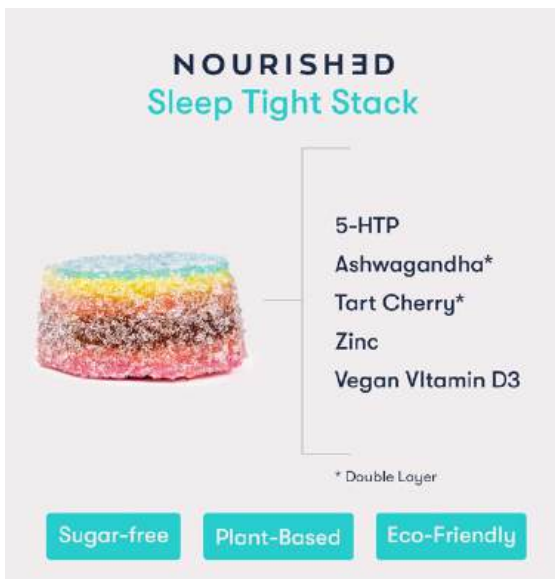 NOURISHƎD
Sleep Tight Stack
5-HTP
Ashwagandha*
Tart Cherry*
Zinc
Vegan VItamin D3
* Double Layer
Sugar-free
Plant-Based
Eco-Friendly